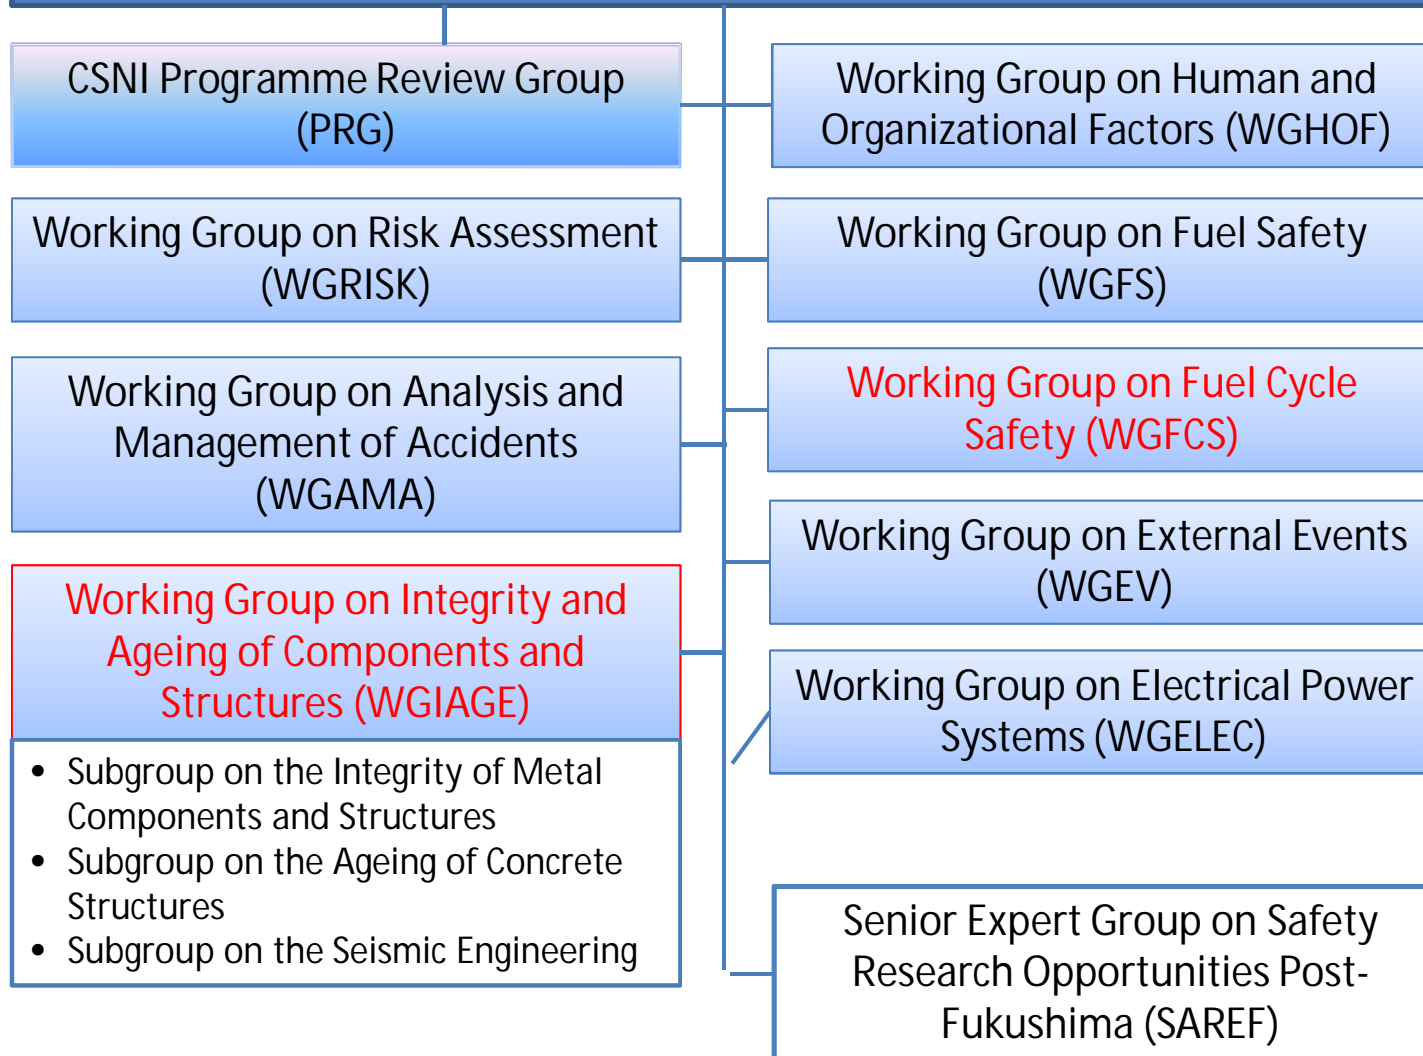 CSNI Programme Review Group
(PRG)
Working Group on Human and
Organizational Factors (WGHOF)
Working Group on Risk Assessment
(WGRISK)
Working Group on Fuel Safety
(WGFS)
Working Group on Analysis and
Management of Accidents
(WGAMA)
Working Group on Fuel Cycle
Safety (WGFCS)
Working Group on External Events
(WGEV)
Working Group on Integrity and
Ageing of Components and
Structures (WGIAGE)
• Subgroup on the Integrity of Metal
Components and Structures
• Subgroup on the Ageing of Concrete
Structures
• Subgroup on the Seismic Engineering
Working Group on Electrical Power
Systems (WGELEC)
Senior Expert Group on Safety
Research Opportunities Post-
Fukushima (SAREF)